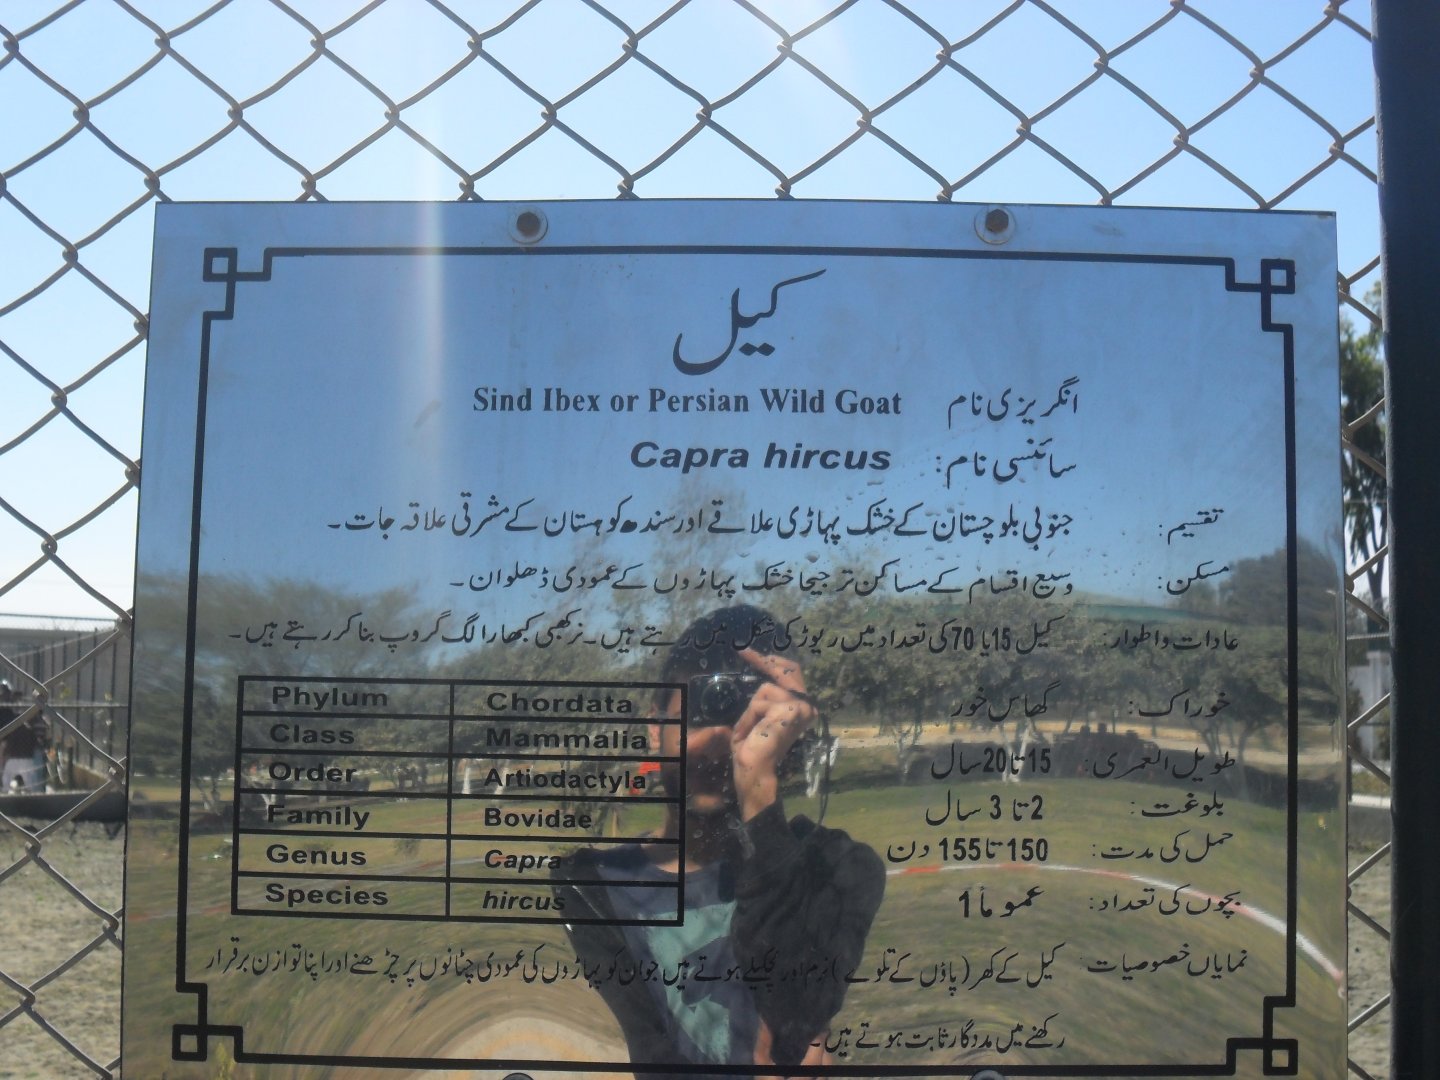 کیل
انگریزی نام Sind Ibex or Persian Wild Goat
سائنسی نام: Capra hircus
تقسیم: جنوبی بلوچستان کے خشک پہاڑی علاقے اور سندھ کوہستان کے مشرقی علاقہ جات۔
مسکن: وسیع اقسام کے مساکن ترجیحا خشک پہاڑوں کے عمودی ڈھلوان۔
عادات واطوار: کیل 15 یا 70 کی تعداد میں ریوڑ کی شکل میں رہتے ہیں۔ نر کبھی کبھار الگ گروپ بنا کر رہتے ہیں۔
خوراک: گھاس خور
طویل العمری: 15 تا 20 سال
بلوغت: 2 تا 3 سال
حمل کی مدت: 150 تا 155 دن
بچوں کی تعداد: عموماً 1
Phylum Chordata
Class Mammalia
Order Artiodactyla
Family Bovidae
Genus Capra
Species hircus
نمایاں خصوصیات: کیل کے کھر (پاؤں کے تلوے) نرم اور لچکیلے ہوتے ہیں جو ان کو پہاڑوں کی عمودی چٹانوں پر چڑھنے اور اپنا توازن برقرار
رکھنے میں مددگار ثابت ہوتے ہیں۔